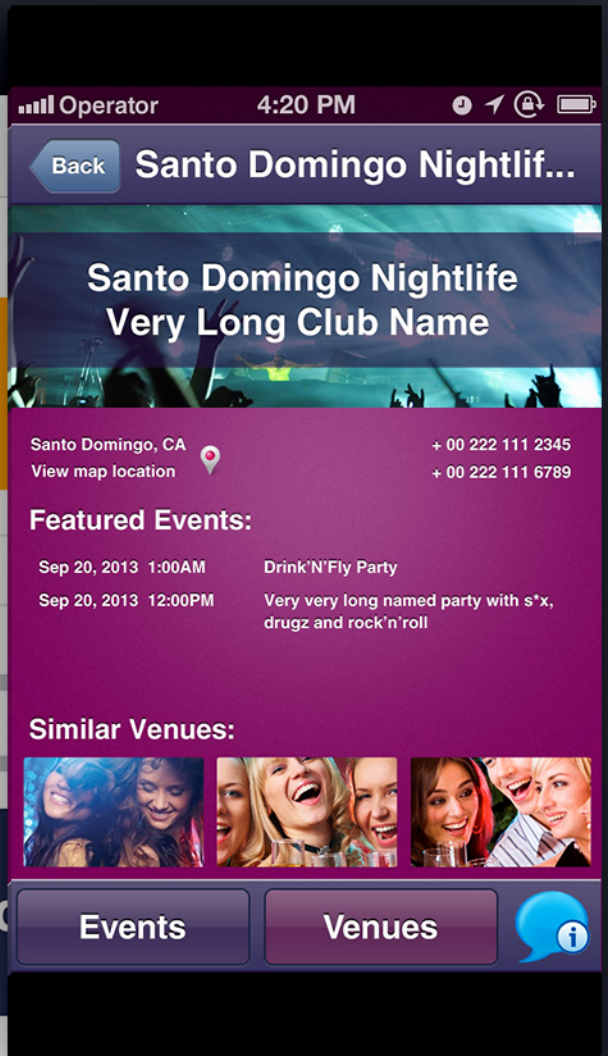 Operator 4:20 PM
Back Santo Domingo Nightlif...
Santo Domingo Nightlife
Very Long Club Name
Santo Domingo, CA + 00 222 111 2345
View map location + 00 222 111 6789
Featured Events:
Sep 20, 2013 1:00AM Drink'N'Fly Party
Sep 20, 2013 12:00PM Very very long named party with s*x,
drugz and rock'n'roll
Similar Venues:
Events Venues i